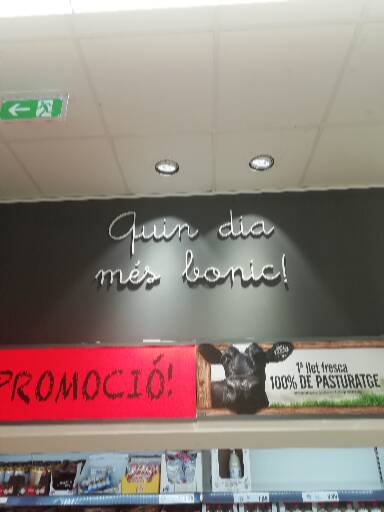 Quin dia
més bonic!
PROMOCIÓ!
1ª llet fresca
100% DE PASTURATGE